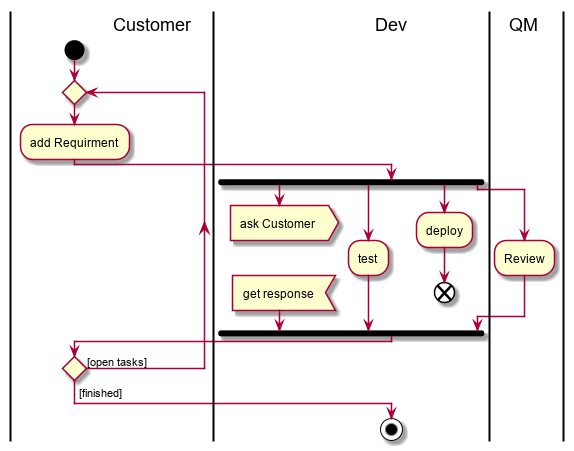 Customer
Dev
QM
add Requirment
ask Customer
deploy
test
Review
get response
[open tasks]
[finished]